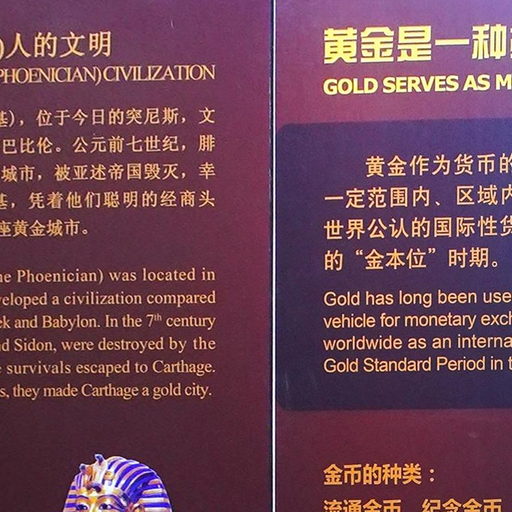 )人的文明
PHOENICIAN) CIVILIZATION
基)，位于今日的突尼斯，文
巴比伦。公元前七世纪，腓
城市，被亚述帝国毁灭，幸
基，凭着他们聪明的经商头
座黄金城市。
he Phoenician) was located in
veloped a civilization compared
ek and Babylon. In the 7th century
nd Sidon, were destroyed by the
survivals escaped to Carthage.
s, they made Carthage a gold city.
黄金是一种
GOLD SERVES AS M
黄金作为货币的
一定范围内、区域内
世界公认的国际性货
的“金本位”时期。
Gold has long been use
vehicle for monetary exc
worldwide as an interna
Gold Standard Period in t
金币的种类：
流通金币、纪念金币